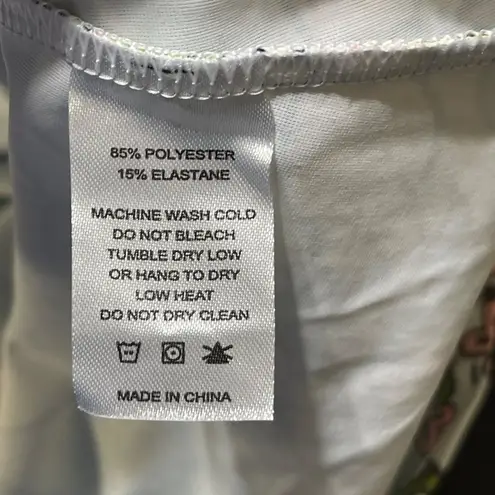 85% POLYESTER
15% ELASTANE
MACHINE WASH COLD
DO NOT BLEACH
TUMBLE DRY LOW
OR HANG TO DRY
LOW HEAT
DO NOT DRY CLEAN
MADE IN CHINA